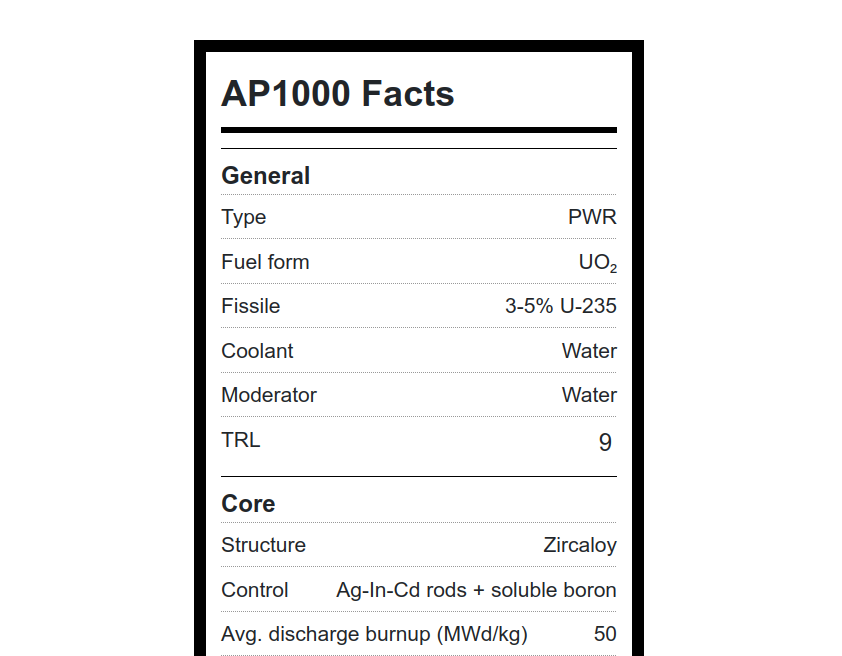 AP1000 Facts
General
Type PWR
Fuel form UO₂
Fissile 3-5% U-235
Coolant Water
Moderator Water
TRL 9
Core
Structure Zircaloy
Control Ag-In-Cd rods + soluble boron
Avg. discharge burnup (MWd/kg) 50